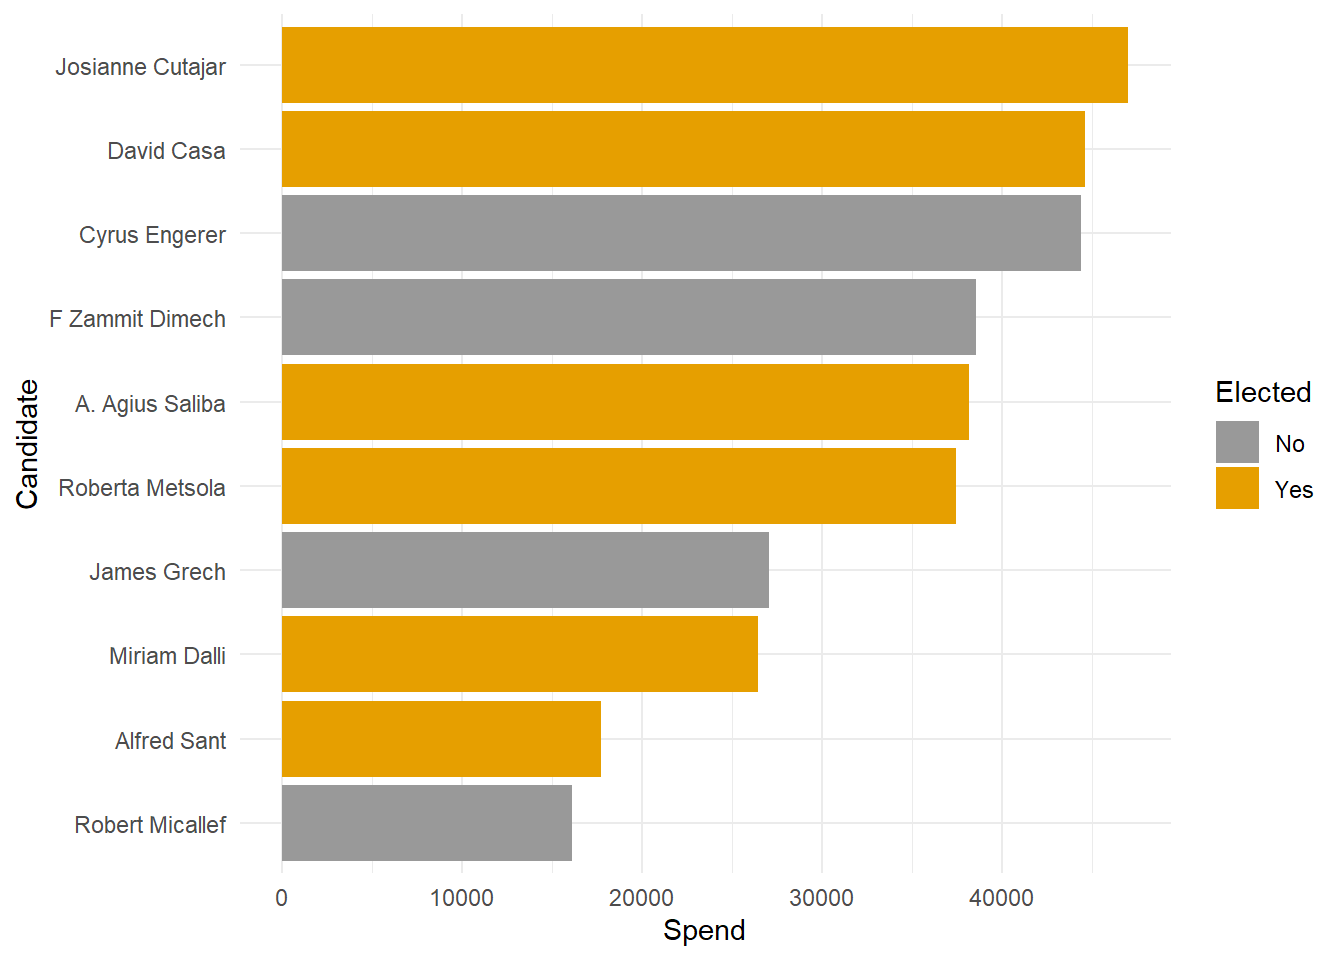 Josianne Cutajar
David Casa
Cyrus Engerer
F Zammit Dimech
A. Agius Saliba
Roberta Metsola
James Grech
Miriam Dalli
Alfred Sant
Robert Micallef
Candidate
0 10000 20000 30000 40000
Spend
Elected
No
Yes